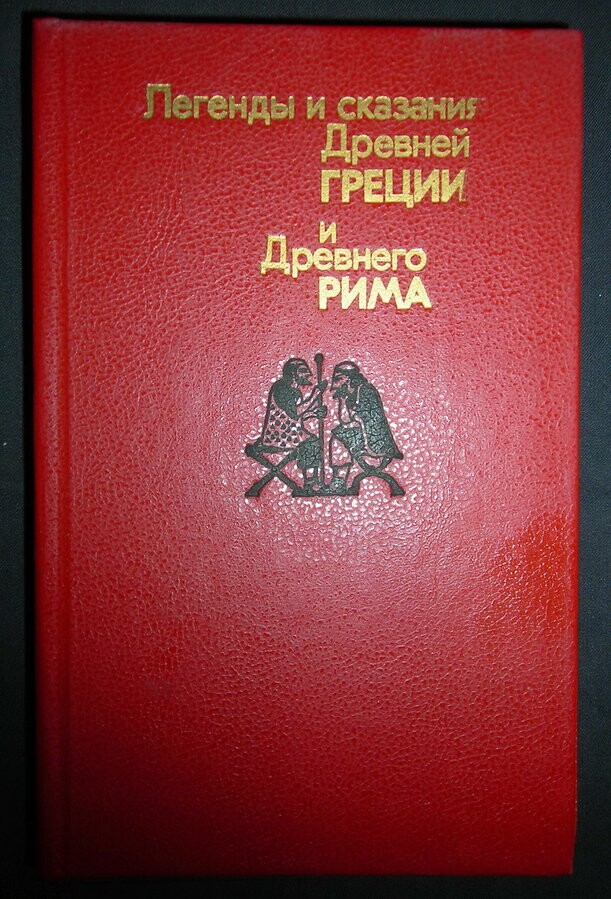 Легенды и сказания
Древней
ГРЕЦИИ
и
Древнего
РИМА